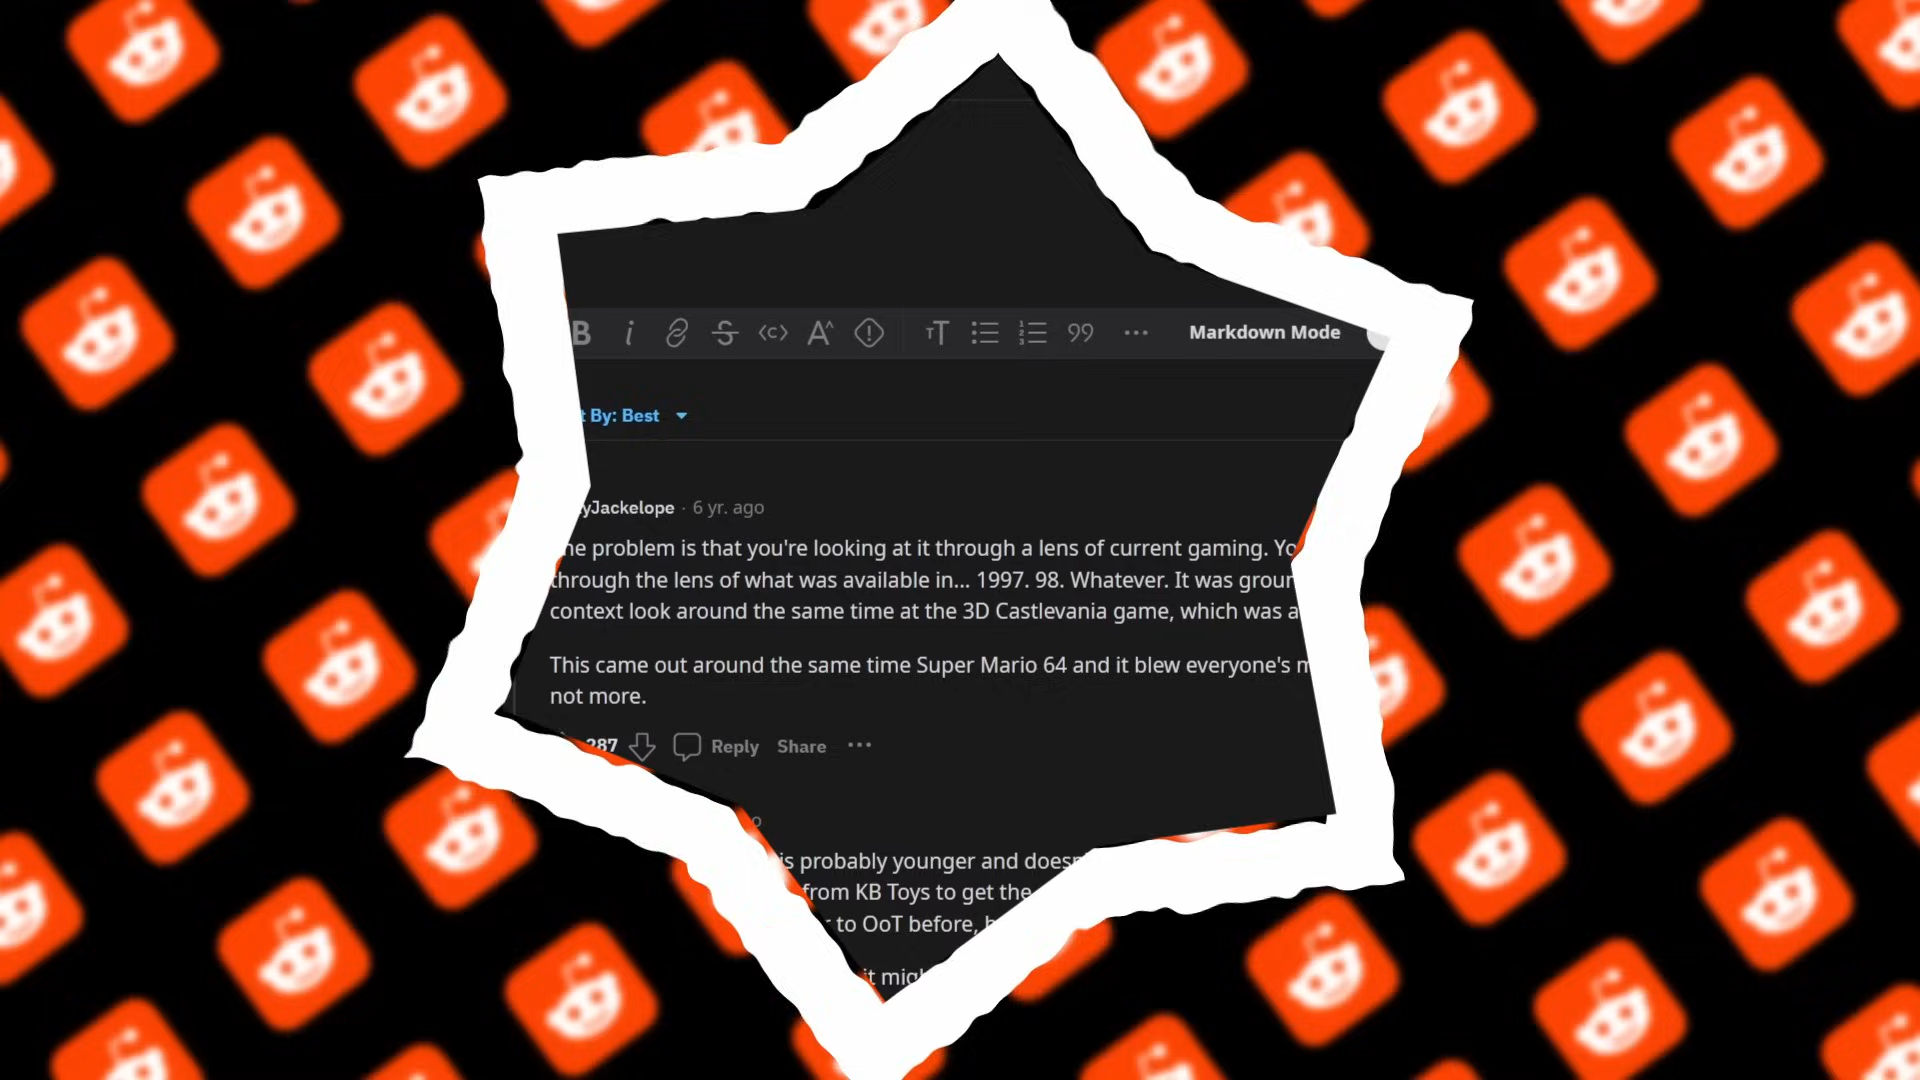 B i A^ tT 99 Markdown Mode
By: Best
Jackelope · 6 yr. ago
problem is that you're looking at it through a lens of current gaming.
through the lens of what was available in... 1997. 98. Whatever. It was
context look around the same time at the 3D Castlevania game, which was a
This came out around the same time Super Mario 64 and it blew everyone's
not more.
287 Reply Share ...
is probably younger and
from KB Toys to get the
to OoT before,
it